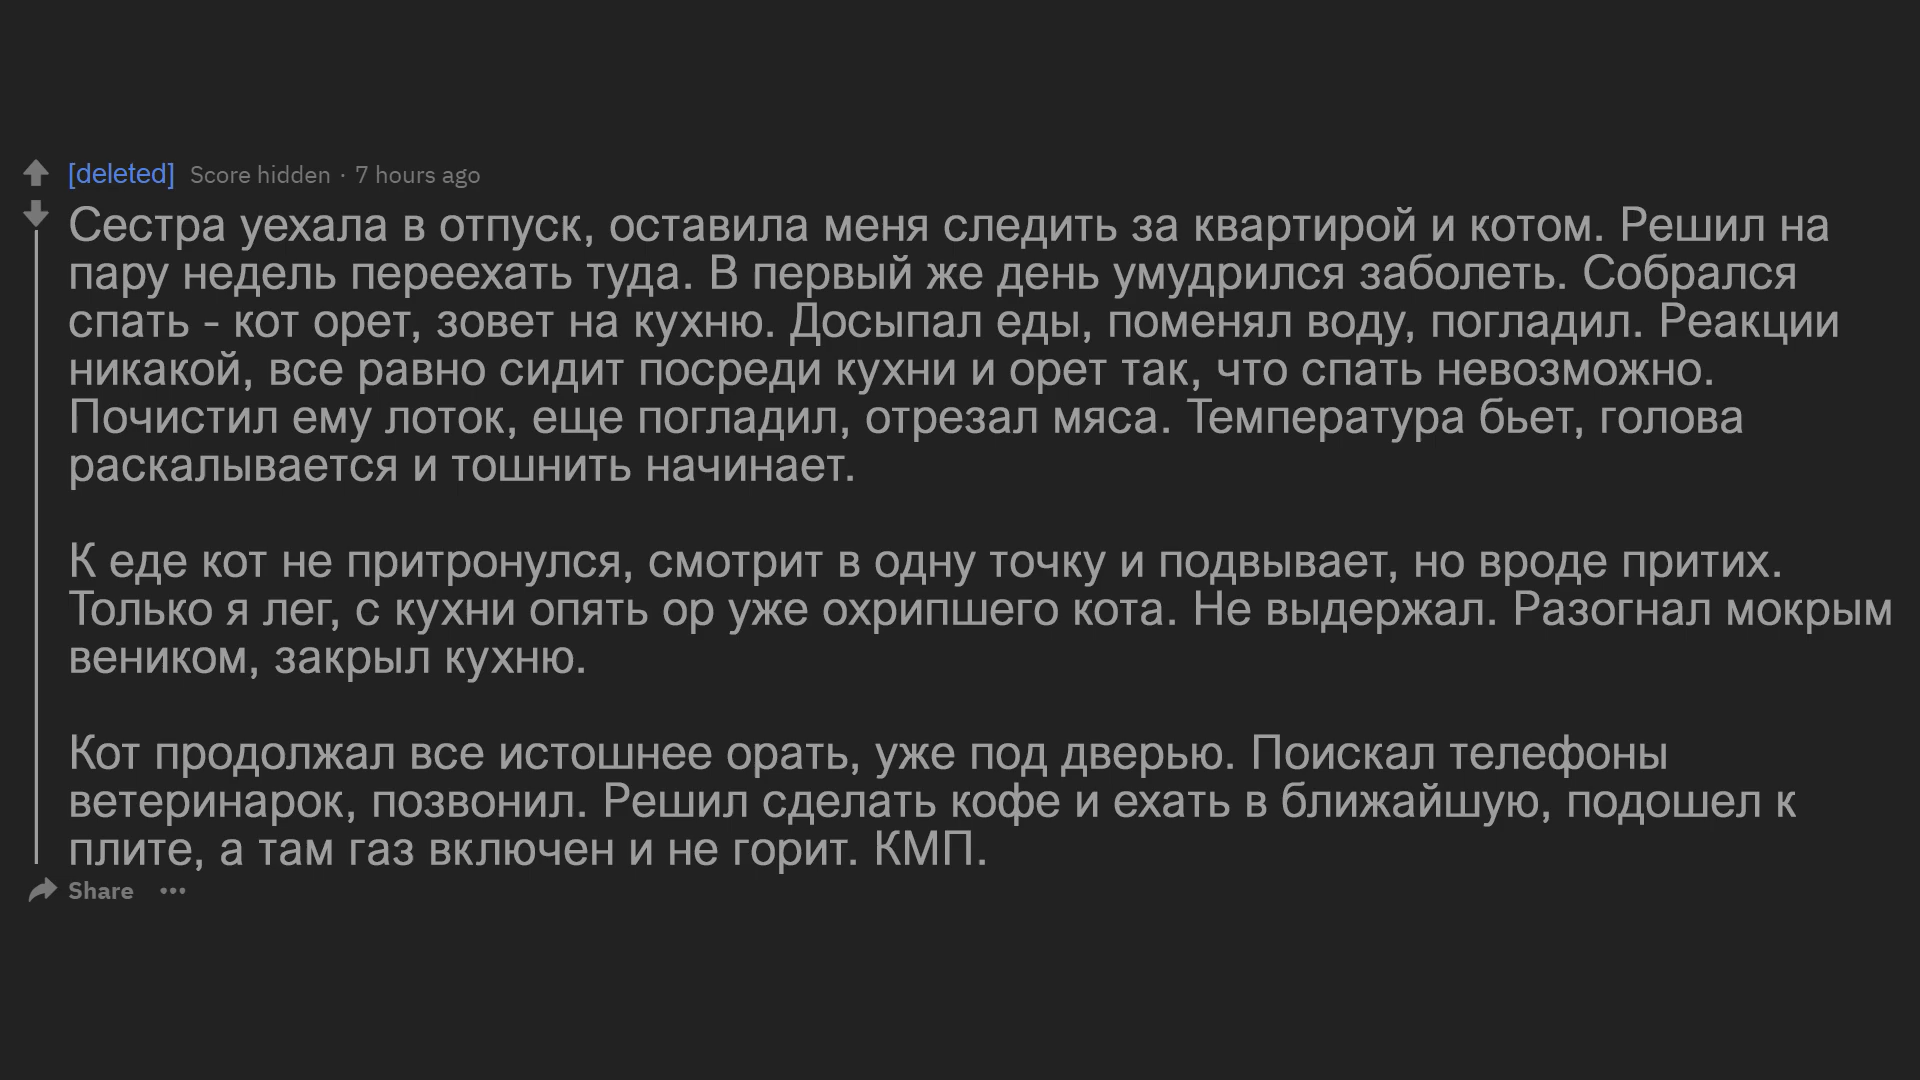 [deleted] Score hidden · 7 hours ago
Сестра уехала в отпуск, оставила меня следить за квартирой и котом. Решил на
пару недель переехать туда. В первый же день умудрился заболеть. Собрался
спать - кот орет, зовет на кухню. Досыпал еды, поменял воду, погладил. Реакции
никакой, все равно сидит посреди кухни и орет так, что спать невозможно.
Почистил ему лоток, еще погладил, отрезал мяса. Температура бьет, голова
раскалывается и тошнить начинает.
К еде кот не притронулся, смотрит в одну точку и подвывает, но вроде притих.
Только я лег, с кухни опять ор уже охрипшего кота. Не выдержал. Разогнал мокрым
веником, закрыл кухню.
Кот продолжал все истошнее орать, уже под дверью. Поискал телефоны
ветеринарок, позвонил. Решил сделать кофе и ехать в ближайшую, подошел к
плите, а там газ включен и не горит. КМП.
Share